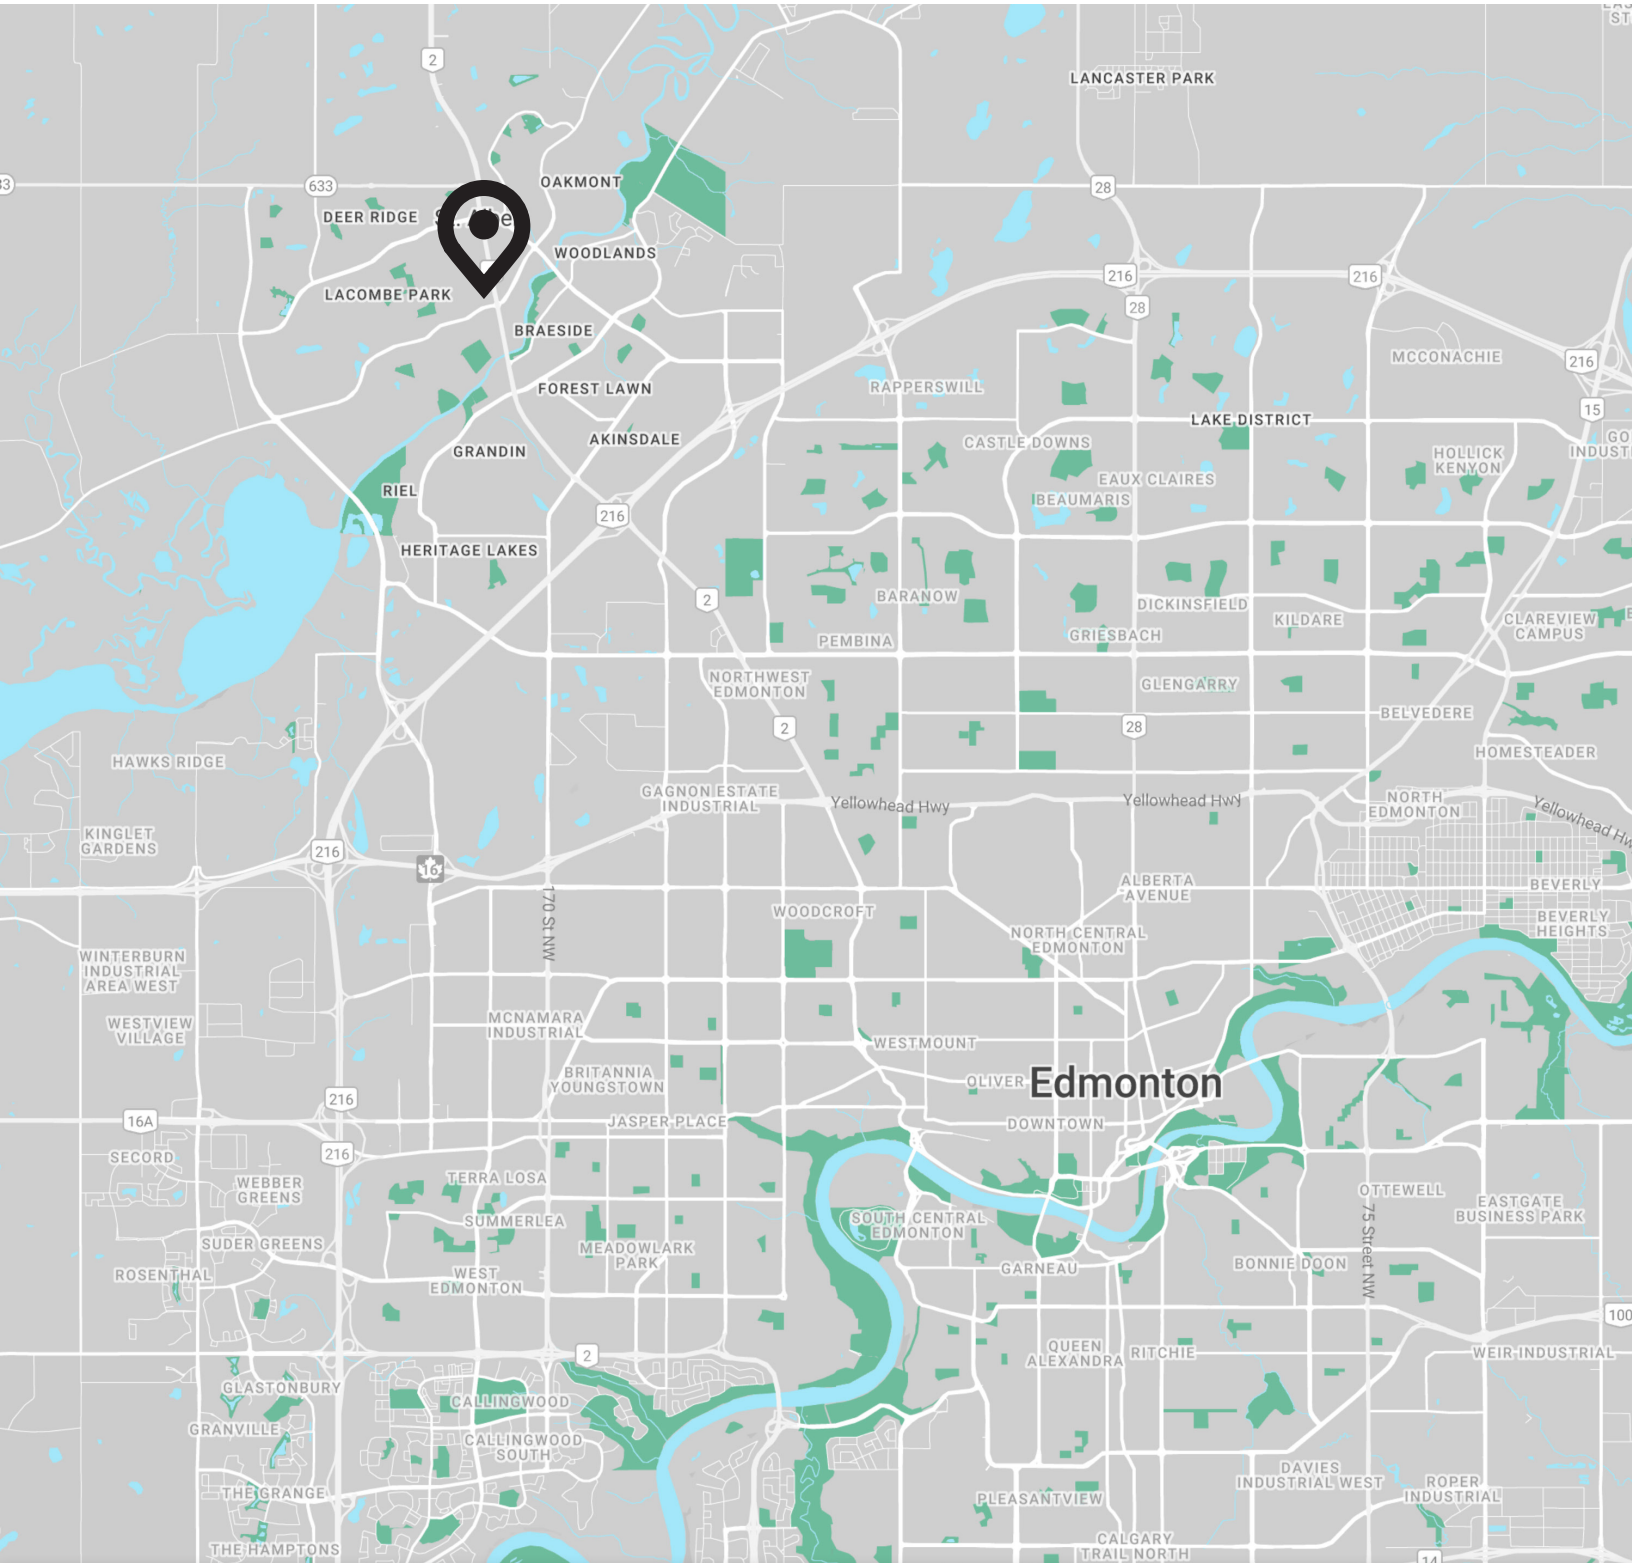 2
LANCASTER PARK
633
28
OAKMONT
DEER RIDGE
WOODLANDS
216
216
28
LACOMBE PARK
BRAESIDE
MCCONACHIE
216
FOREST LAWN
RAPPERSWILL
15
LAKE DISTRICT
AKINSDALE
CASTLE DOWNS
GRANDIN
HOLLICK
KENYON
EAUX CLAIRES
RIEL
BEAUMARIS
216
HERITAGE LAKES
2
BARANOW
DICKINSFIELD
KILDARE
CLAREVIEW
CAMPUS
PEMBINA
GRIESBACH
NORTHWEST
EDMONTON
GLENGARRY
2
28
BELVEDERE
HOMESTEADER
HAWKS RIDGE
GAGNON ESTATE
INDUSTRIAL
Yellowhead Hwy
Yellowhead Hwy
NORTH
EDMONTON
Yellowhead Hw
KINGLET
GARDENS
216
16
170 St NW
ALBERTA
AVENUE
BEVERLY
WOODCROFT
BEVERLY
HEIGHTS
NORTH CENTRAL
EDMONTON
WINTERBURN
INDUSTRIAL
AREA WEST
WESTVIEW
VILLAGE
MCNAMARA
INDUSTRIAL
WESTMOUNT
BRITANNIA
YOUNGSTOWN
OLIVER
Edmonton
216
16A
JASPER PLACE
DOWNTOWN
216
SECORD
WEBBER
GREENS
TERRA LOSA
OTTEWELL
EASTGATE
BUSINESS PARK
SUMMERLEA
SOUTH CENTRAL
EDMONTON
75 Street NW
SUDER GREENS
MEADOWLARK
PARK
GARNEAU
BONNIE DOON
ROSENTHAL
WEST
EDMONTON
100
QUEEN
ALEXANDRA
RITCHIE
WEIR INDUSTRIAL
2
GLASTONBURY
CALLINGWOOD
GRANVILLE
CALLINGWOOD
SOUTH
DAVIES
INDUSTRIAL WEST
ROPER
INDUSTRIAL
THE GRANGE
PLEASANTVIEW
THE HAMPTONS
CALGARY
TRAIL NORTH
14